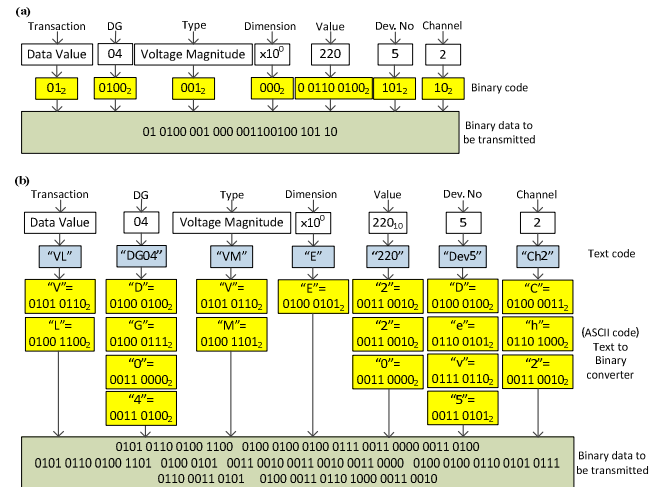 (a)
Transaction DG Type Dimension Value Dev. No Channel
Data Value 04 Voltage Magnitude x10⁰ 220 5 2
01₂ 0100₂ 001₂ 000₂ 0 0110 0100₂ 101₂ 10₂ Binary code
01 0100 001 000 001100100 101 10
Binary data to
be transmitted
(b)
Transaction DG Type Dimension Value Dev. No Channel
Data Value 04 Voltage Magnitude x10⁰ 220₁₀ 5 2
“VL” “DG04” “VM” “E” “220” “Dev5” “Ch2” Text code
“V”= “D”= “V”= “E”= “2”= “D”= “C”=
0101 0110₂ 0100 0100₂ 0101 0110₂ 0100 0101₂ 0011 0010₂ 0100 0100₂ 0100 0011₂
“L”= “G”= “M”= “2”= “e”= “h”=
0100 1100₂ 0100 0111₂ 0100 1101₂ 0011 0010₂ 0110 0101₂ 0110 1000₂
“0”= “0”= “v”= “2”=
0011 0000₂ 0011 0000₂ 0111 0110₂ 0011 0010₂
“4”= “5”=
0011 0100₂ 0011 0101₂
(ASCII code)
Text to
Binary
converter
0101 0110 0100 1100 0100 0100 0100 0111 0011 0000 0011 0100
0101 0110 0100 1101 0100 0101 0011 0010 0011 0010 0011 0000 0100 0100 0110 0101 0111
0110 0011 0101 0100 0011 0110 1000 0011 0010
Binary data to
be transmitted